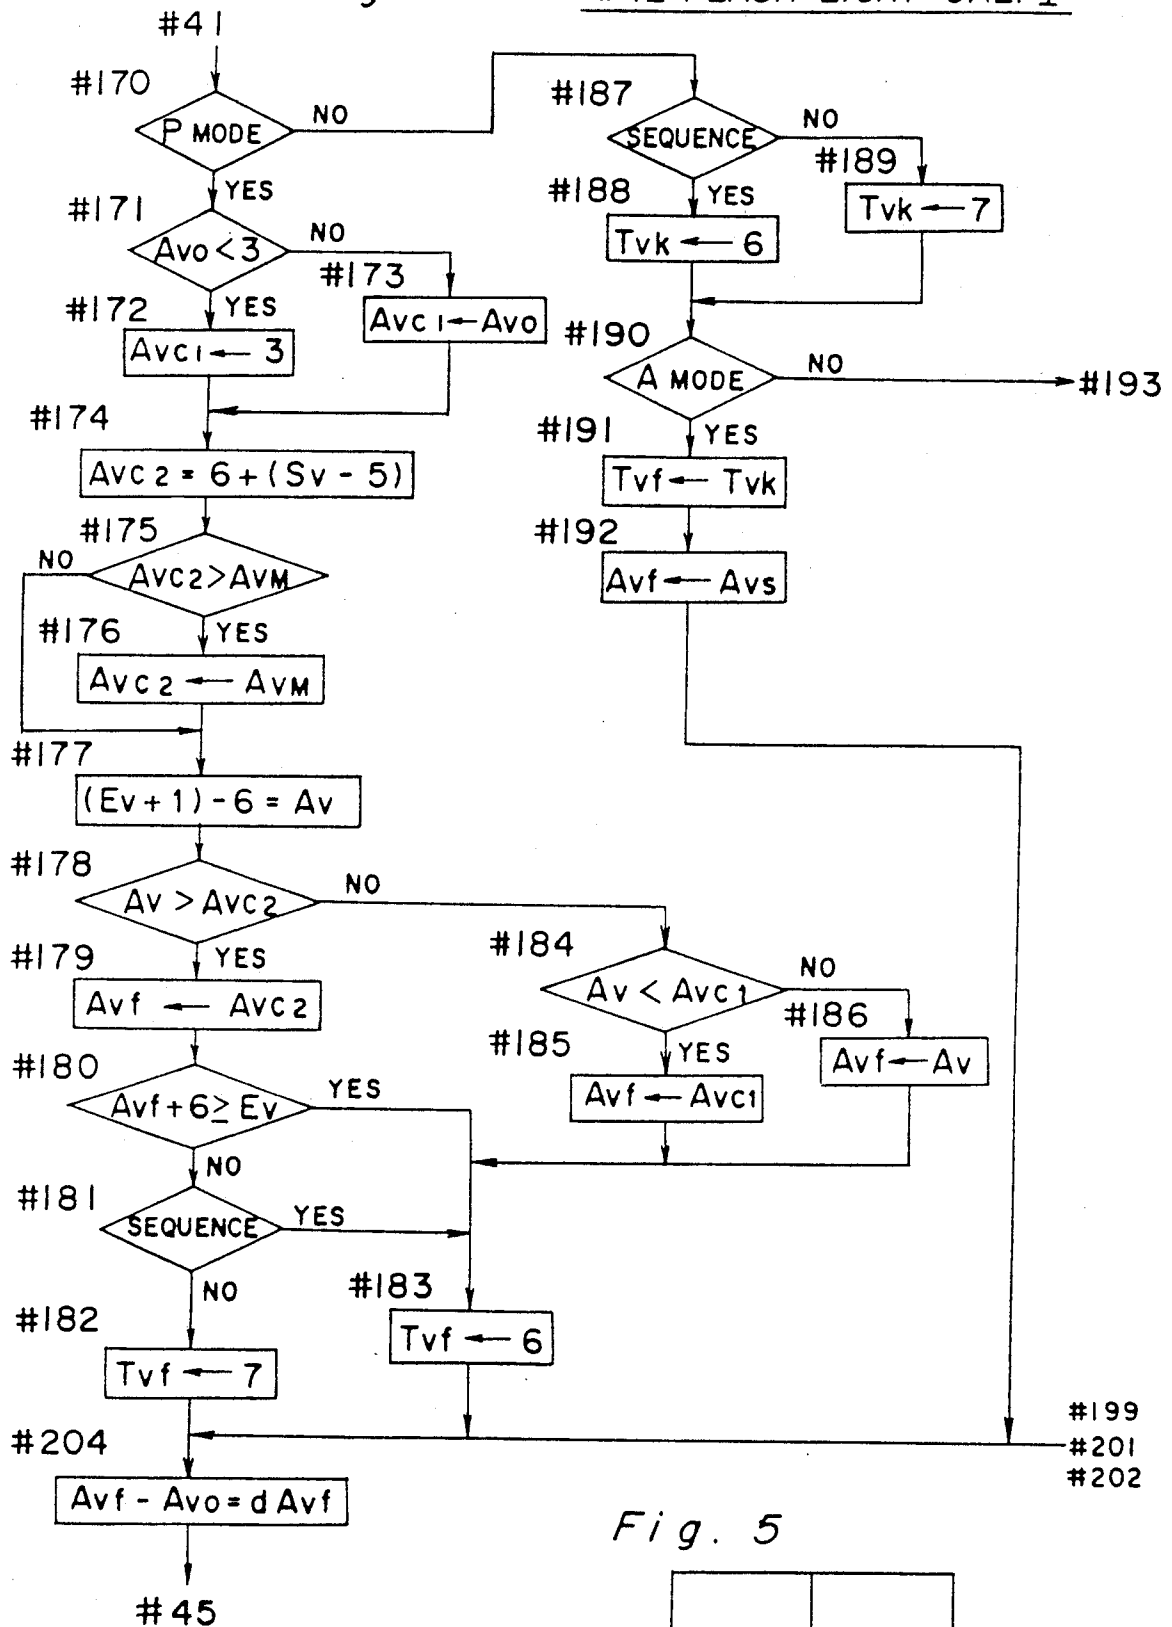 #41
#170
P MODE
NO
YES
#171
Avo < 3
NO
YES
#172
Avc1 ← 3
#173
Avc1 ← Avo
#174
Avc2 = 6 + (Sv - 5)
#175
Avc2 > AvM
NO
YES
#176
Avc2 ← AvM
#177
(Ev + 1) - 6 = Av
#178
Av > Avc2
NO
YES
#179
Avf ← Avc2
#180
Avf + 6 ≥ Ev
YES
NO
#181
SEQUENCE
YES
NO
#182
Tvf ← 7
#183
Tvf ← 6
#184
Av < Avc1
NO
YES
#185
Avf ← Avc1
#186
Avf ← Av
#187
SEQUENCE
NO
YES
#188
Tvk ← 6
#189
Tvk ← 7
#190
A MODE
NO
#193
YES
#191
Tvf ← Tvk
#192
Avf ← Avs
#199
#201
#202
#204
Avf - Avo = d Avf
#45
Fig. 5